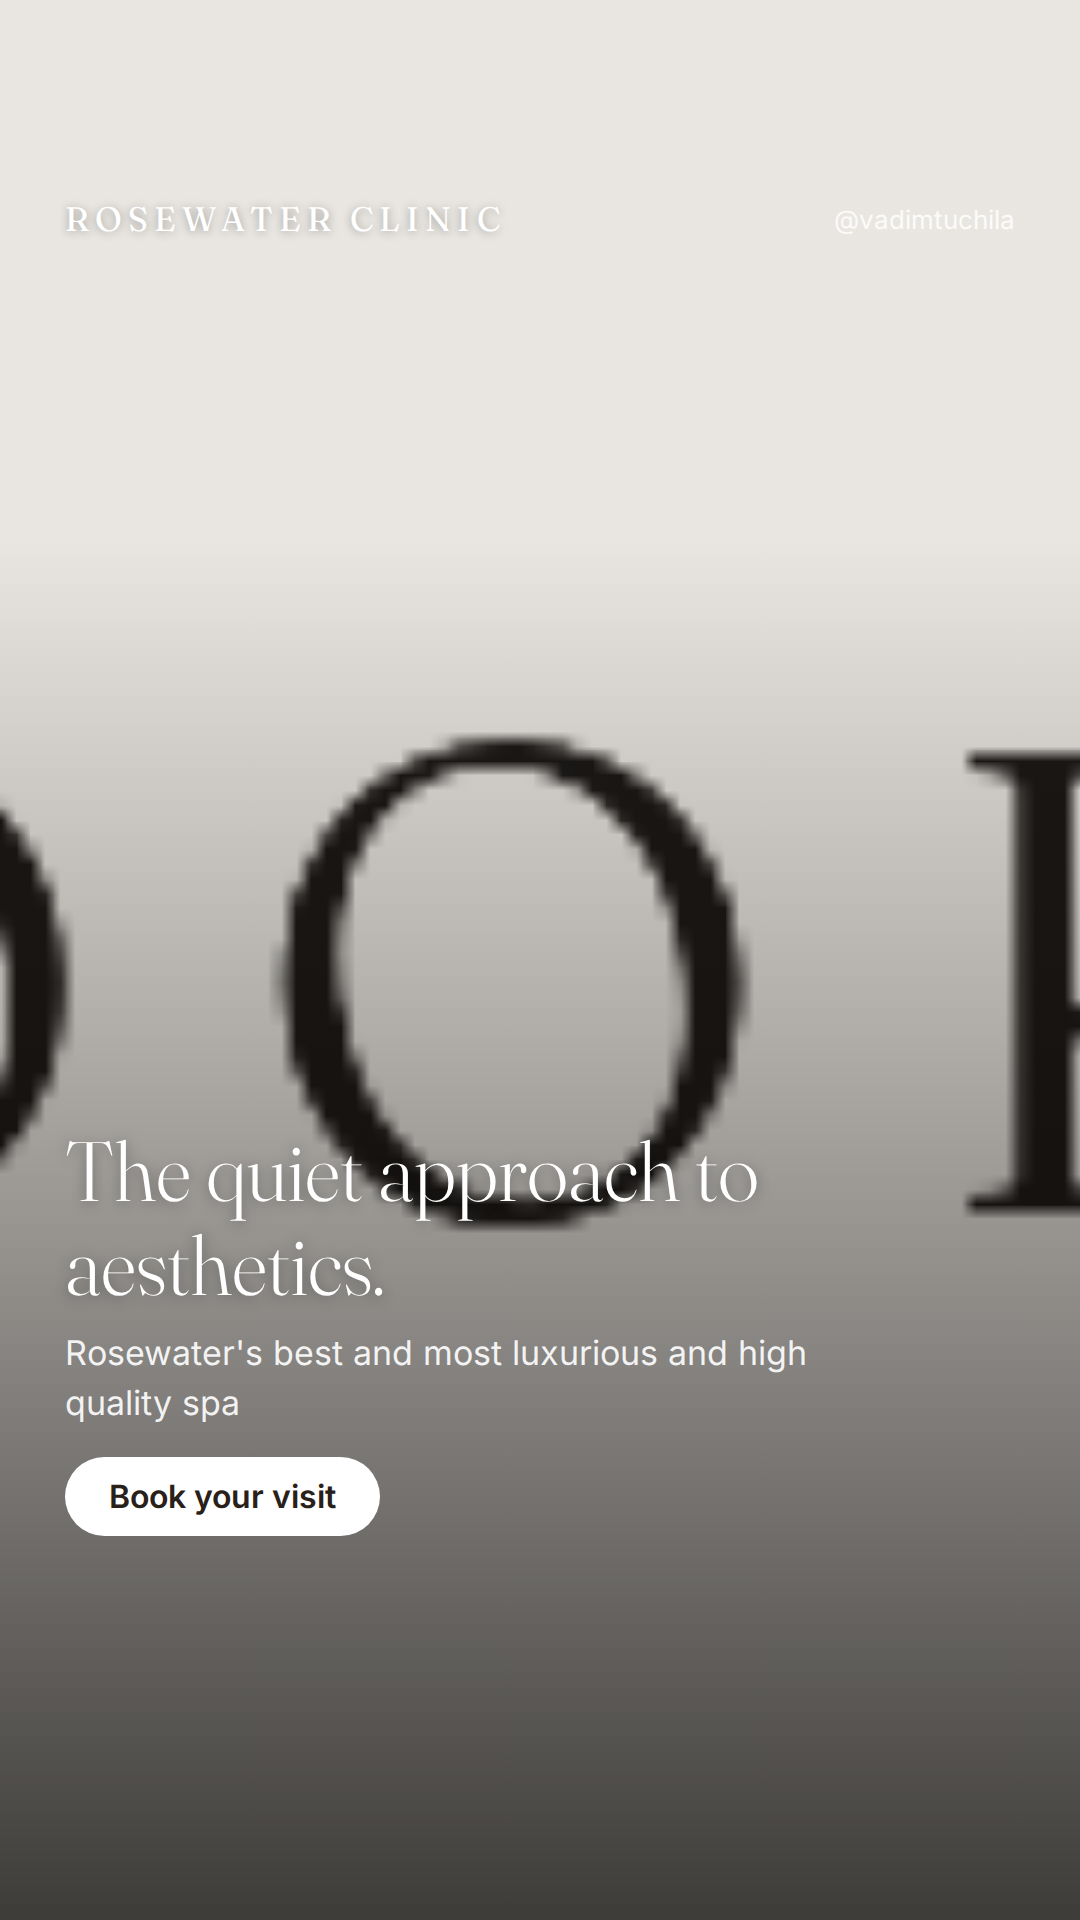 ROSEWATER CLINIC
@vadimtuchila
O
The quiet approach to
aesthetics.
Rosewater's best and most luxurious and high
quality spa
Book your visit